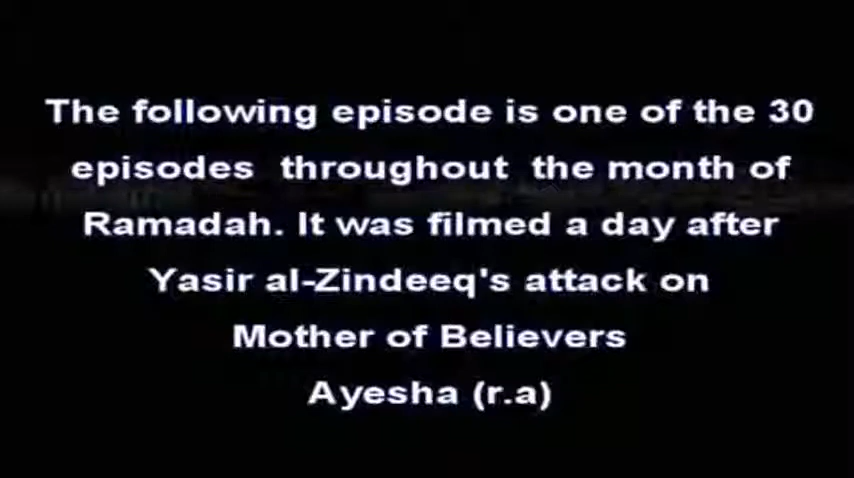 The following episode is one of the 30
episodes throughout the month of
Ramadah. It was filmed a day after
Yasir al-Zindeeq's attack on
Mother of Believers
Ayesha (r.a)